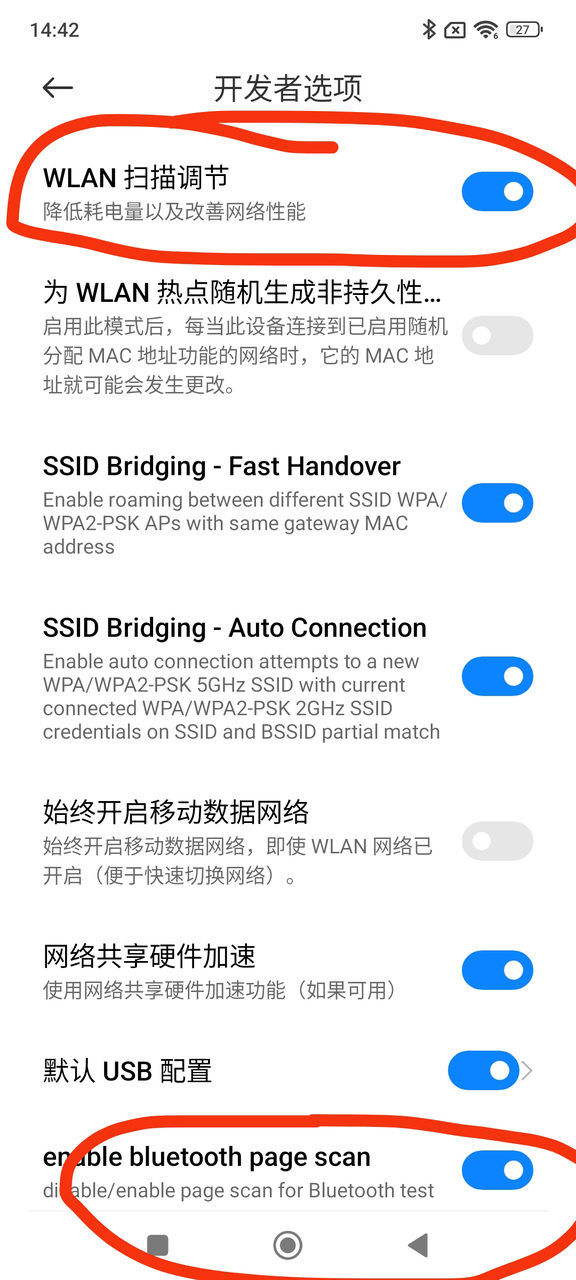 14:42
6
27
开发者选项
WLAN 扫描调节
降低耗电量以及改善网络性能
为 WLAN 热点随机生成非持久性...
启用此模式后，每当此设备连接到已启用随机
分配 MAC 地址功能的网络时，它的 MAC 地
址就可能会发生更改。
SSID Bridging - Fast Handover
Enable roaming between different SSID WPA/
WPA2-PSK APs with same gateway MAC
address
SSID Bridging - Auto Connection
Enable auto connection attempts to a new
WPA/WPA2-PSK 5GHz SSID with current
connected WPA/WPA2-PSK 2GHz SSID
credentials on SSID and BSSID partial match
始终开启移动数据网络
始终开启移动数据网络，即使 WLAN 网络已
开启（便于快速切换网络）。
网络共享硬件加速
使用网络共享硬件加速功能（如果可用）
默认 USB 配置
enable bluetooth page scan
disable/enable page scan for Bluetooth test